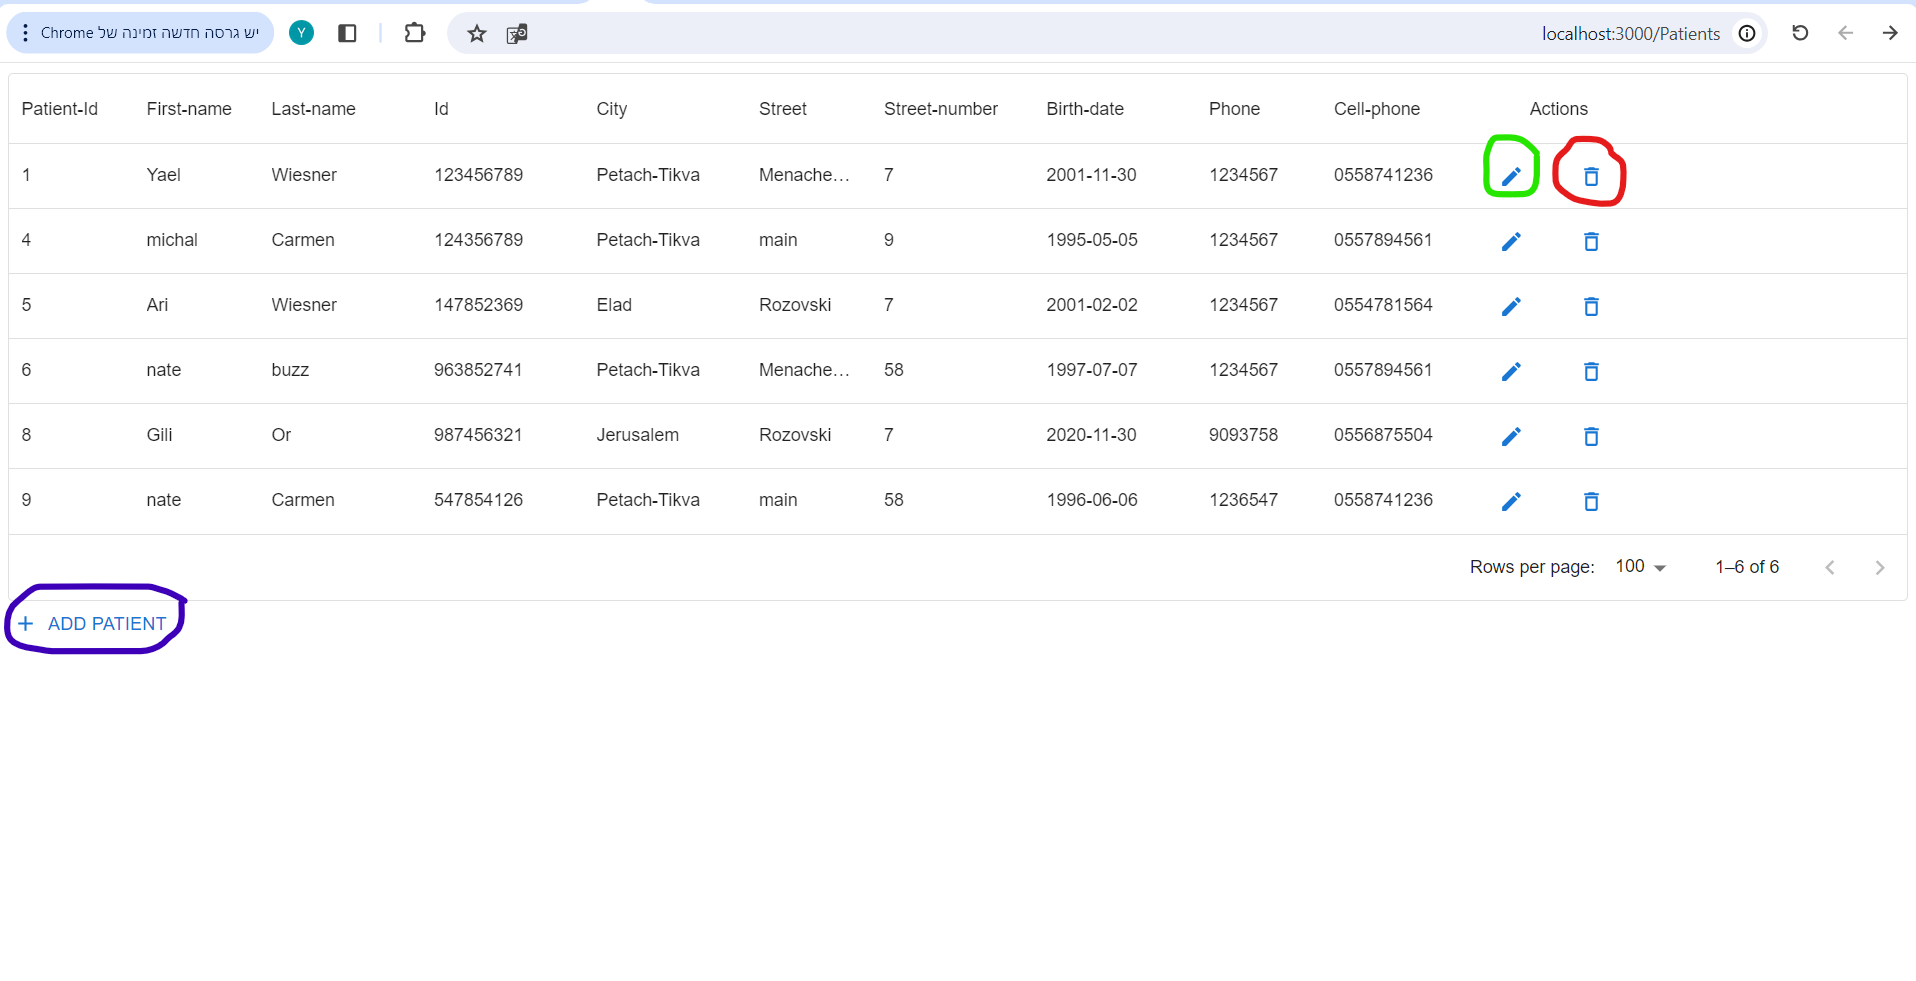 יש גרסה חדשה זמינה של Chrome Y localhost:3000/Patients
Patient-Id First-name Last-name Id City Street Street-number Birth-date Phone Cell-phone Actions
1 Yael Wiesner 123456789 Petach-Tikva Menache... 7 2001-11-30 1234567 0558741236
4 michal Carmen 124356789 Petach-Tikva main 9 1995-05-05 1234567 0557894561
5 Ari Wiesner 147852369 Elad Rozovski 7 2001-02-02 1234567 0554781564
6 nate buzz 963852741 Petach-Tikva Menache... 58 1997-07-07 1234567 0557894561
8 Gili Or 987456321 Jerusalem Rozovski 7 2020-11-30 9093758 0556875504
9 nate Carmen 547854126 Petach-Tikva main 58 1996-06-06 1236547 0558741236
Rows per page: 100 1–6 of 6
+ ADD PATIENT